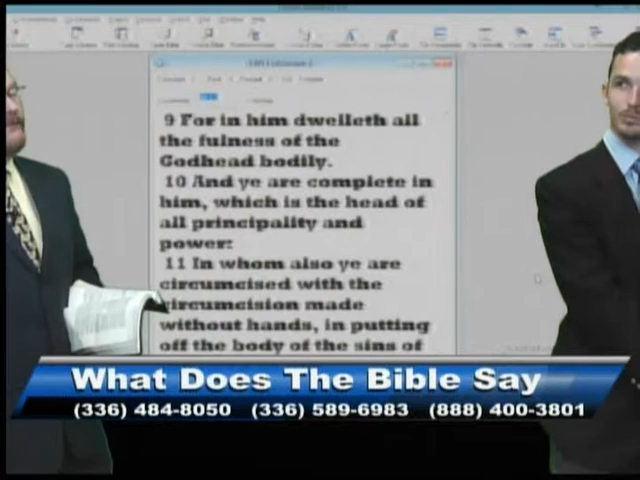 9 For in him dwelleth all
the fulness of the
Godhead bodily.
10 And ye are complete in
him, which is the head of
all principality and
power:
11 In whom also ye are
circumcised with the
circumcision made
without hands, in putting
off the body of the sins of
What Does The Bible Say
(336) 484-8050 (336) 589-6983 (888) 400-3801